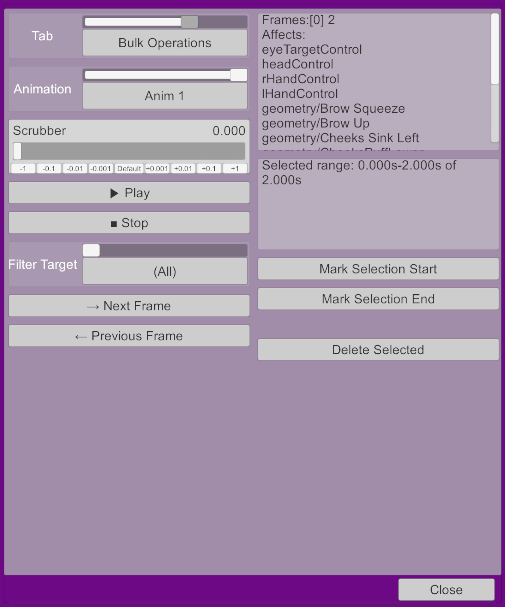 Tab
Bulk Operations
Animation
Anim 1
Scrubber 0.000
-1 -0.1 -0.01 -0.001 Default +0.001 +0.01 +0.1 +1
▶ Play
■ Stop
Filter Target
(All)
→ Next Frame
← Previous Frame
Frames:[0] 2
Affects:
eyeTargetControl
headControl
rHandControl
lHandControl
geometry/Brow Squeeze
geometry/Brow Up
geometry/Cheeks Sink Left
Selected range: 0.000s-2.000s of
2.000s
Mark Selection Start
Mark Selection End
Delete Selected
Close